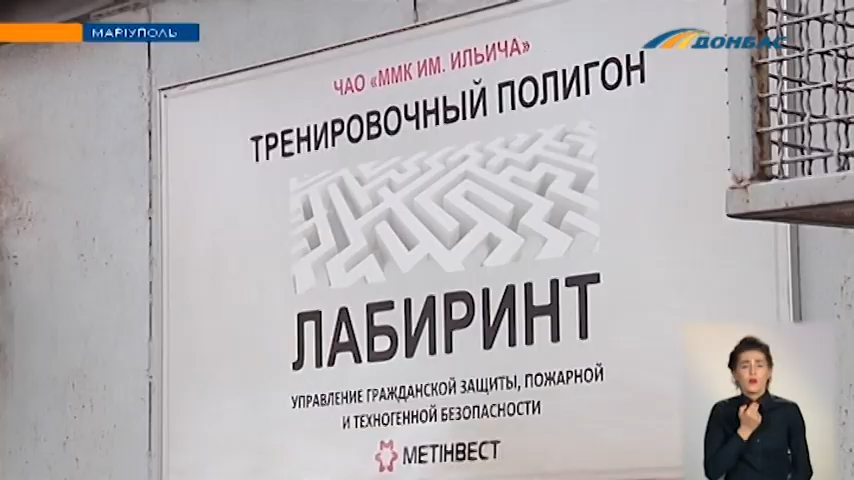 МАРІУПОЛЬ
ДОНБАС
ЧАО «ММК ИМ. ИЛЬИЧА»
ТРЕНИРОВОЧНЫЙ ПОЛИГОН
ЛАБИРИНТ
УПРАВЛЕНИЕ ГРАЖДАНСКОЙ ЗАЩИТЫ, ПОЖАРНОЙ
И ТЕХНОГЕННОЙ БЕЗОПАСНОСТИ
МЕТІНВЕСТ